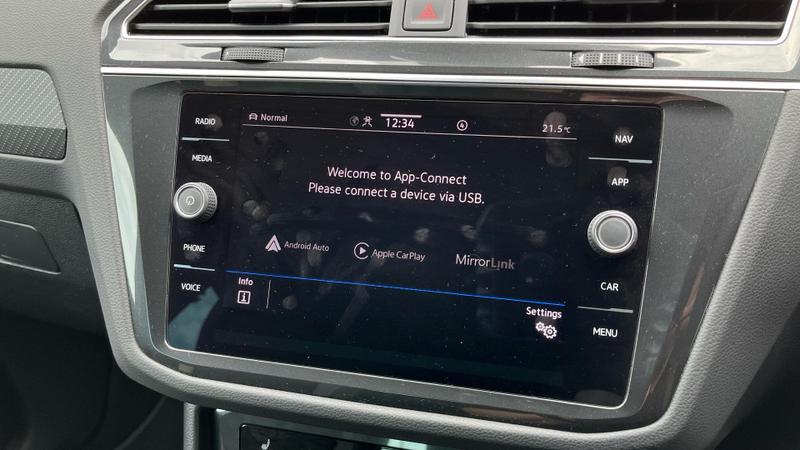 RADIO
MEDIA
PHONE
VOICE
Normal
12:34
21.5°C
Welcome to App-Connect
Please connect a device via USB.
Android Auto
Apple CarPlay
MirrorLink
Info
Settings
NAV
APP
CAR
MENU